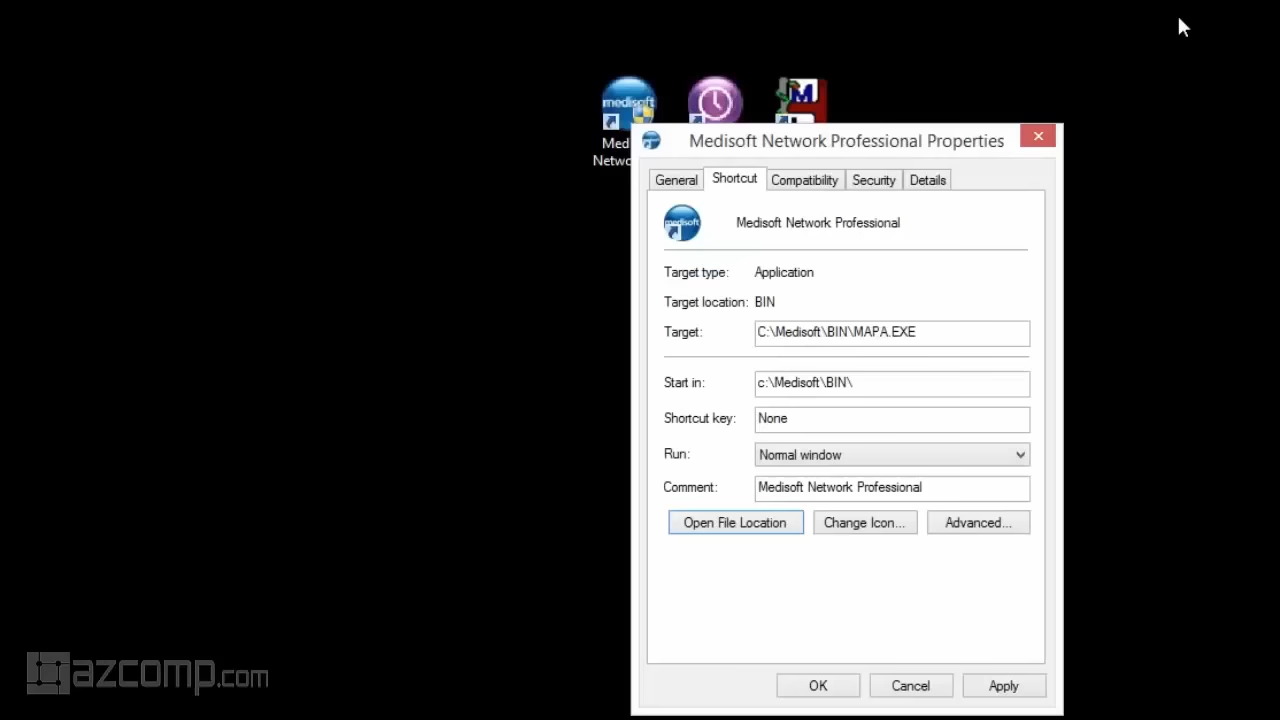 medisoft
M
Med
Netwo
Medisoft Network Professional Properties
General Shortcut Compatibility Security Details
medisoft
Medisoft Network Professional
Target type: Application
Target location: BIN
Target: C:\Medisoft\BIN\MAPA.EXE
Start in: c:\Medisoft\BIN\
Shortcut key: None
Run: Normal window
Comment: Medisoft Network Professional
Open File Location Change Icon... Advanced...
OK Cancel Apply
azcomp.com